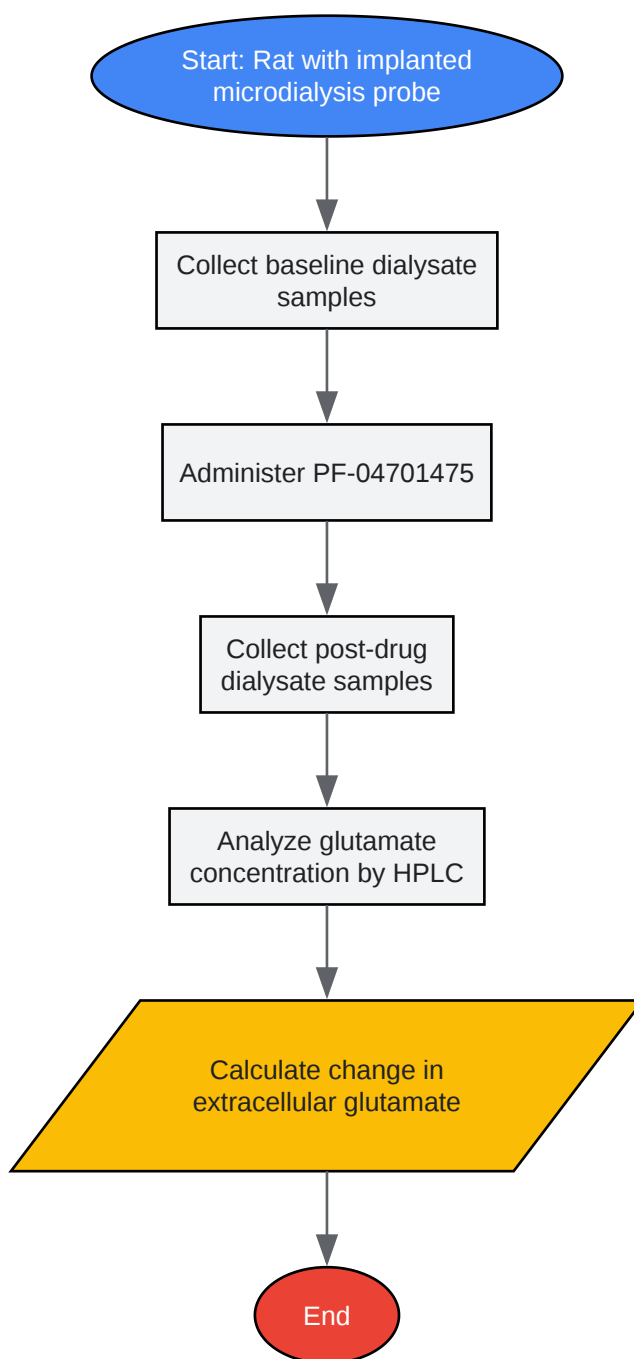 Start: Rat with implanted
microdialysis probe
Collect baseline dialysate
samples
Administer PF-04701475
Collect post-drug
dialysate samples
Analyze glutamate
concentration by HPLC
Calculate change in
extracellular glutamate
End